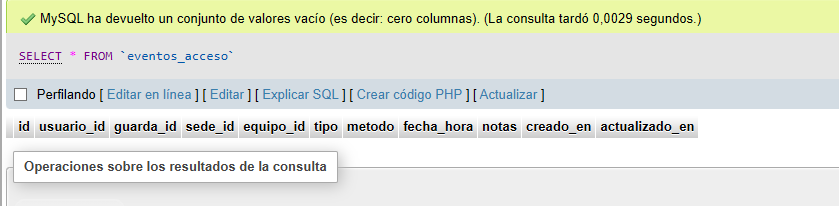 MySQL ha devuelto un conjunto de valores vacío (es decir: cero columnas). (La consulta tardó 0,0029 segundos.)
SELECT * FROM `eventos_acceso`
Perfilando [ Editar en línea ] [ Editar ] [ Explicar SQL ] [ Crear código PHP ] [ Actualizar ]
id usuario_id guarda_id sede_id equipo_id tipo metodo fecha_hora notas creado_en actualizado_en
Operaciones sobre los resultados de la consulta